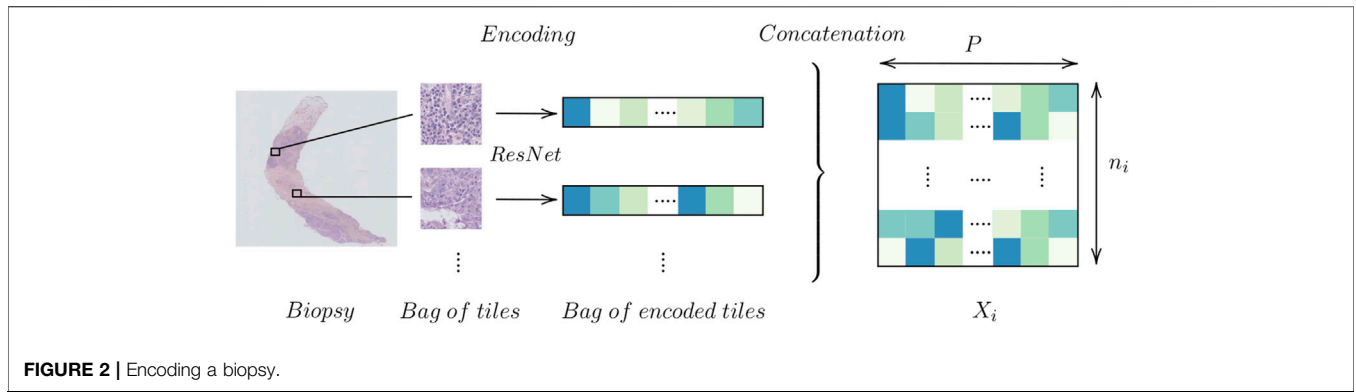 Encoding
Concatenation
P
ResNet
n_i
....
....
....
....
....
....
....
Biopsy
Bag of tiles
Bag of encoded tiles
X_i
FIGURE 2 | Encoding a biopsy.